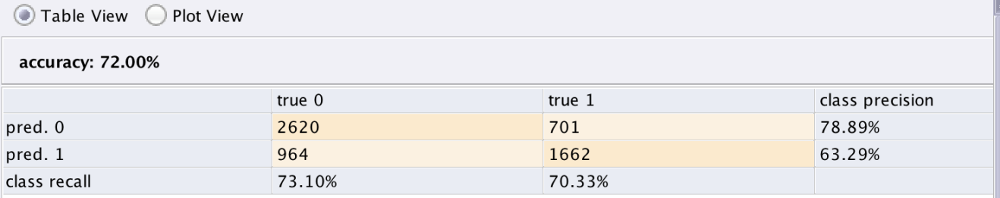 Table View Plot View
accuracy: 72.00%
true 0 true 1 class precision
pred. 0 2620 701 78.89%
pred. 1 964 1662 63.29%
class recall 73.10% 70.33%